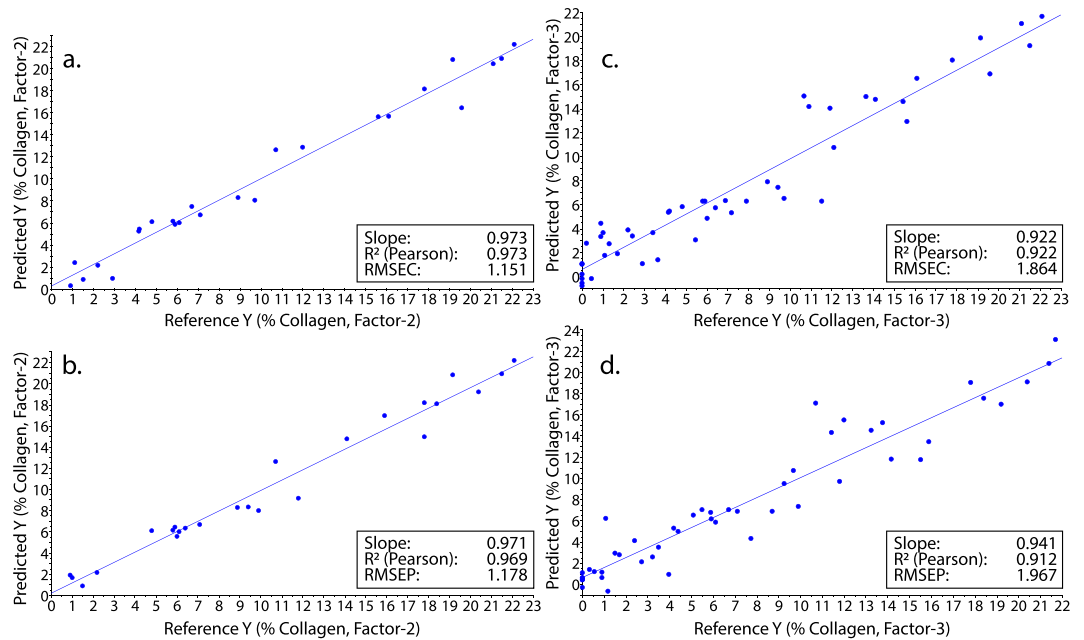 a.
Predicted Y (% Collagen, Factor-2)
22
20
18
16
14
12
10
8
6
4
2
0
Slope: 0.973
R² (Pearson): 0.973
RMSEC: 1.151
0 1 2 3 4 5 6 7 8 9 10 11 12 13 14 15 16 17 18 19 20 21 22 23
Reference Y (% Collagen, Factor-2)
c.
Predicted Y (% Collagen, Factor-3)
22
20
18
16
14
12
10
8
6
4
2
0
Slope: 0.922
R² (Pearson): 0.922
RMSEC: 1.864
0 1 2 3 4 5 6 7 8 9 10 11 12 13 14 15 16 17 18 19 20 21 22 23
Reference Y (% Collagen, Factor-3)
b.
Predicted Y (% Collagen, Factor-2)
22
20
18
16
14
12
10
8
6
4
2
0
Slope: 0.971
R² (Pearson): 0.969
RMSEP: 1.178
0 1 2 3 4 5 6 7 8 9 10 11 12 13 14 15 16 17 18 19 20 21 22 23
Reference Y (% Collagen, Factor-2)
d.
Predicted Y (% Collagen, Factor-3)
24
22
20
18
16
14
12
10
8
6
4
2
0
Slope: 0.941
R² (Pearson): 0.912
RMSEP: 1.967
0 1 2 3 4 5 6 7 8 9 10 11 12 13 14 15 16 17 18 19 20 21 22
Reference Y (% Collagen, Factor-3)